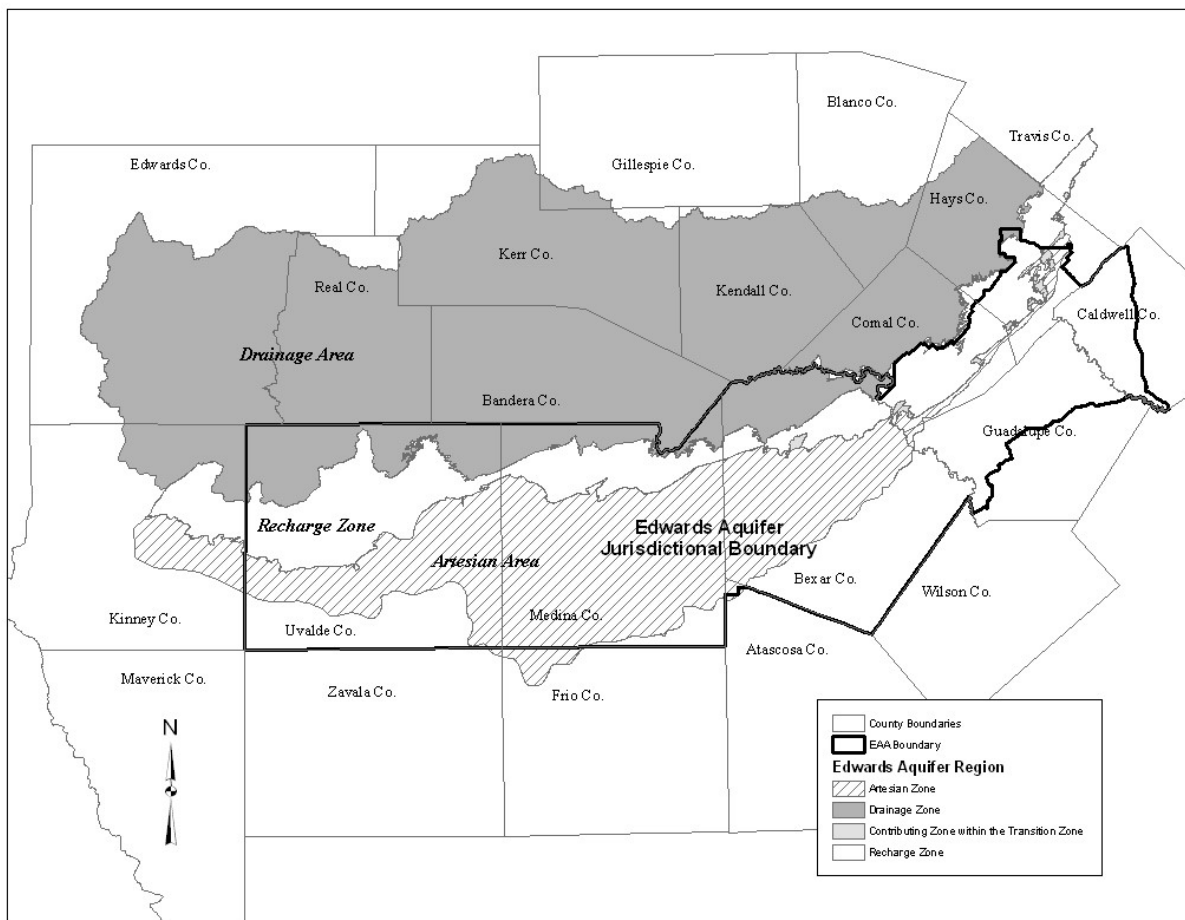 Blanco Co.
Travis Co.
Edwards Co.
Gillespie Co.
Hays Co.
Kerr Co.
Real Co.
Kendall Co.
Caldwell Co.
Comal Co.
Drainage Area
Bandera Co.
Guadalupe Co.
Recharge Zone
Edwards Aquifer
Jurisdictional Boundary
Artesian Area
Bexar Co.
Wilson Co.
Kinney Co.
Medina Co.
Uvalde Co.
Atascosa Co.
Maverick Co.
Zavala Co.
Frio Co.
N
County Boundaries
EAA Boundary
Edwards Aquifer Region
Artesian Zone
Drainage Zone
Contributing Zone within the Transition Zone
Recharge Zone